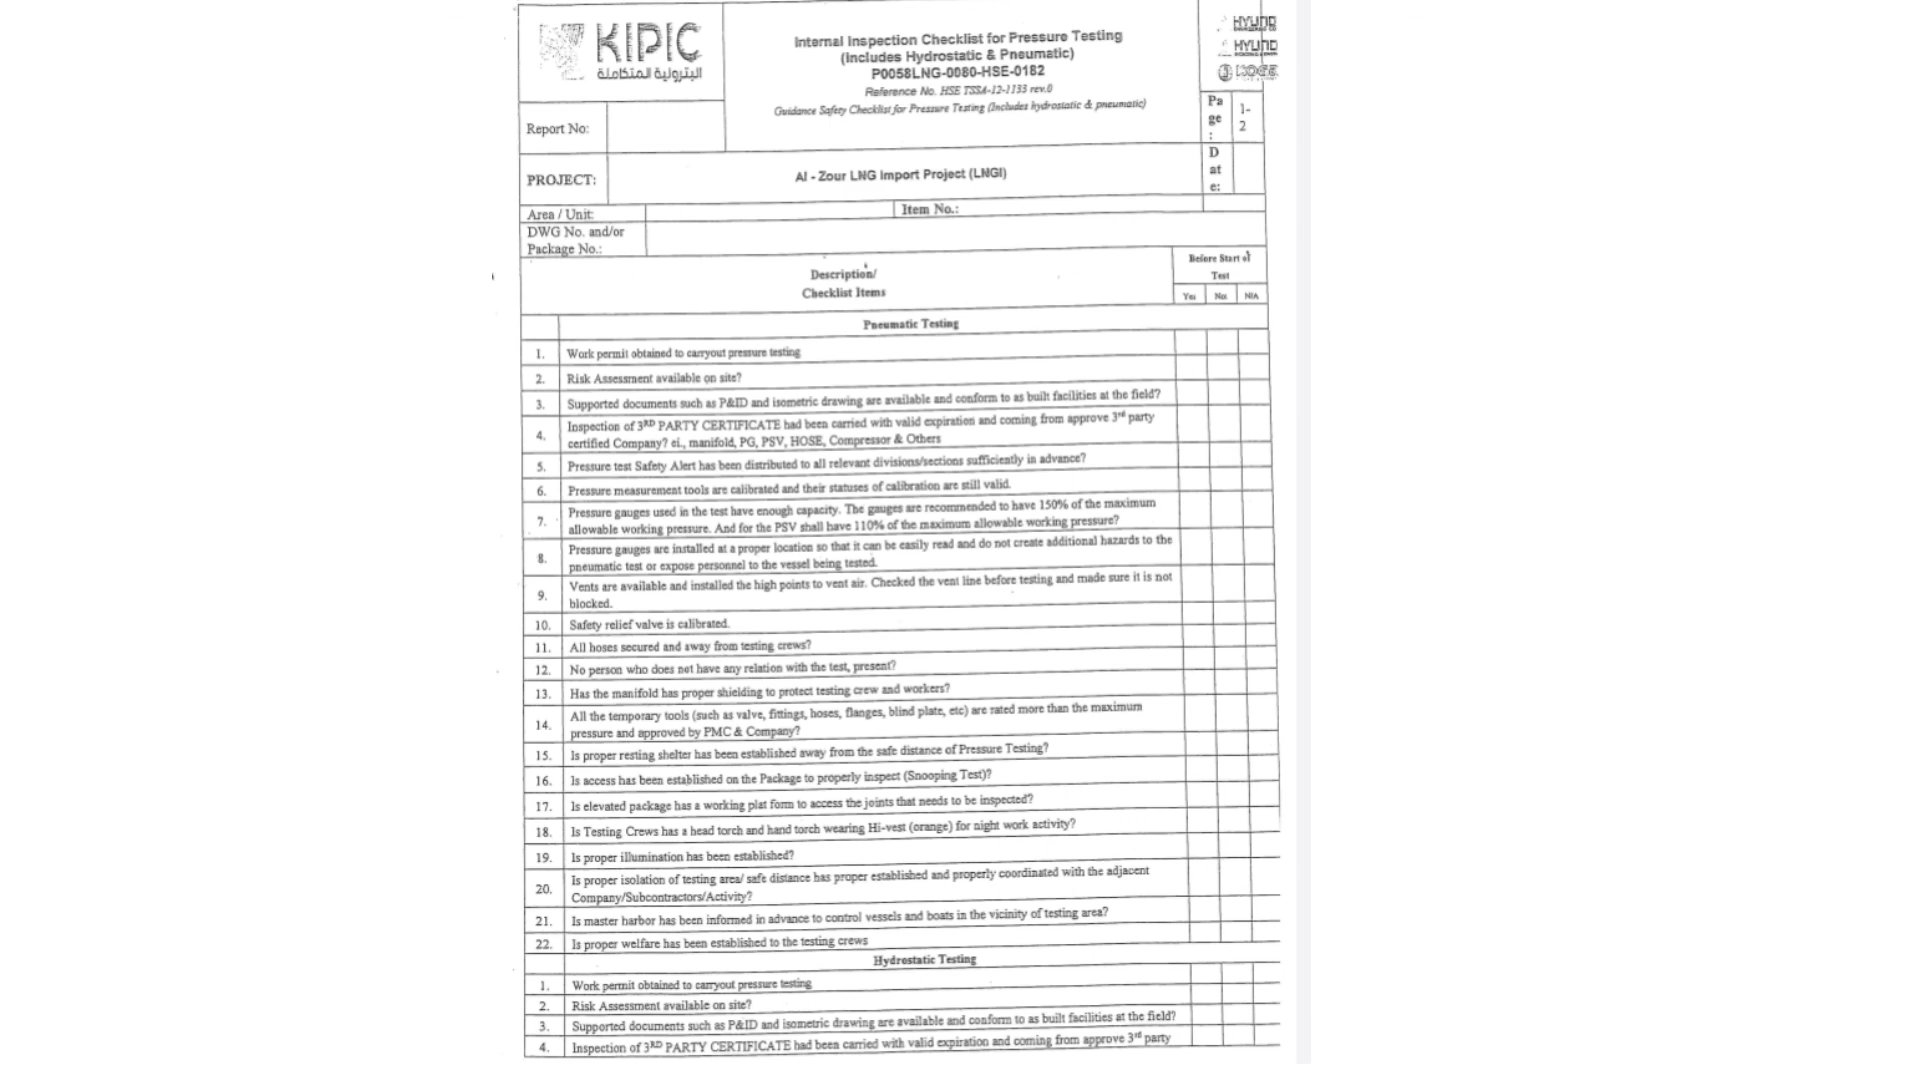 KIPIC
البترولية المتكاملة
Internal Inspection Checklist for Pressure Testing
(Includes Hydrostatic & Pneumatic)
P0058LNG-0080-HSE-0182
Reference No. HSE TSSA-12-1133 rev.0
Guidance Safety Checklist for Pressure Testing (Includes hydrostatic & pneumatic)
HYUND
HYUND
Report No:
Pa
ge
:
1-
2
PROJECT:
Al - Zour LNG Import Project (LNGI)
D
at
e:
Area / Unit:
Item No.:
DWG No. and/or
Package No.:
Description/
Checklist Items
Before Start of
Test
Yes No. N/A
Pneumatic Testing
1. Work permit obtained to carryout pressure testing
2. Risk Assessment available on site?
3. Supported documents such as P&ID and isometric drawing are available and conform to as built facilities at the field?
4. Inspection of 3RD PARTY CERTIFICATE had been carried with valid expiration and coming from approve 3rd party
certified Company? ei., manifold, PG, PSV, HOSE, Compressor & Others
5. Pressure test Safety Alert has been distributed to all relevant divisions/sections sufficiently in advance?
6. Pressure measurement tools are calibrated and their statuses of calibration are still valid.
7. Pressure gauges used in the test have enough capacity. The gauges are recommended to have 150% of the maximum
allowable working pressure. And for the PSV shall have 110% of the maximum allowable working pressure?
8. Pressure gauges are installed at a proper location so that it can be easily read and do not create additional hazards to the
pneumatic test or expose personnel to the vessel being tested.
9. Vents are available and installed the high points to vent air. Checked the vent line before testing and made sure it is not
blocked.
10. Safety relief valve is calibrated.
11. All hoses secured and away from testing crews?
12. No person who does not have any relation with the test, present?
13. Has the manifold has proper shielding to protect testing crew and workers?
14. All the temporary tools (such as valve, fittings, hoses, flanges, blind plate, etc) are rated more than the maximum
pressure and approved by PMC & Company?
15. Is proper resting shelter has been established away from the safe distance of Pressure Testing?
16. Is access has been established on the Package to properly inspect (Snooping Test)?
17. Is elevated package has a working plat form to access the joints that needs to be inspected?
18. Is Testing Crews has a head torch and hand torch wearing Hi-vest (orange) for night work activity?
19. Is proper illumination has been established?
20. Is proper isolation of testing area/ safe distance has proper established and properly coordinated with the adjacent
Company/Subcontractors/Activity?
21. Is master harbor has been informed in advance to control vessels and boats in the vicinity of testing area?
22. Is proper welfare has been established to the testing crews
Hydrostatic Testing
1. Work permit obtained to carryout pressure testing
2. Risk Assessment available on site?
3. Supported documents such as P&ID and isometric drawing are available and conform to as built facilities at the field?
4. Inspection of 3RD PARTY CERTIFICATE had been carried with valid expiration and coming from approve 3rd party